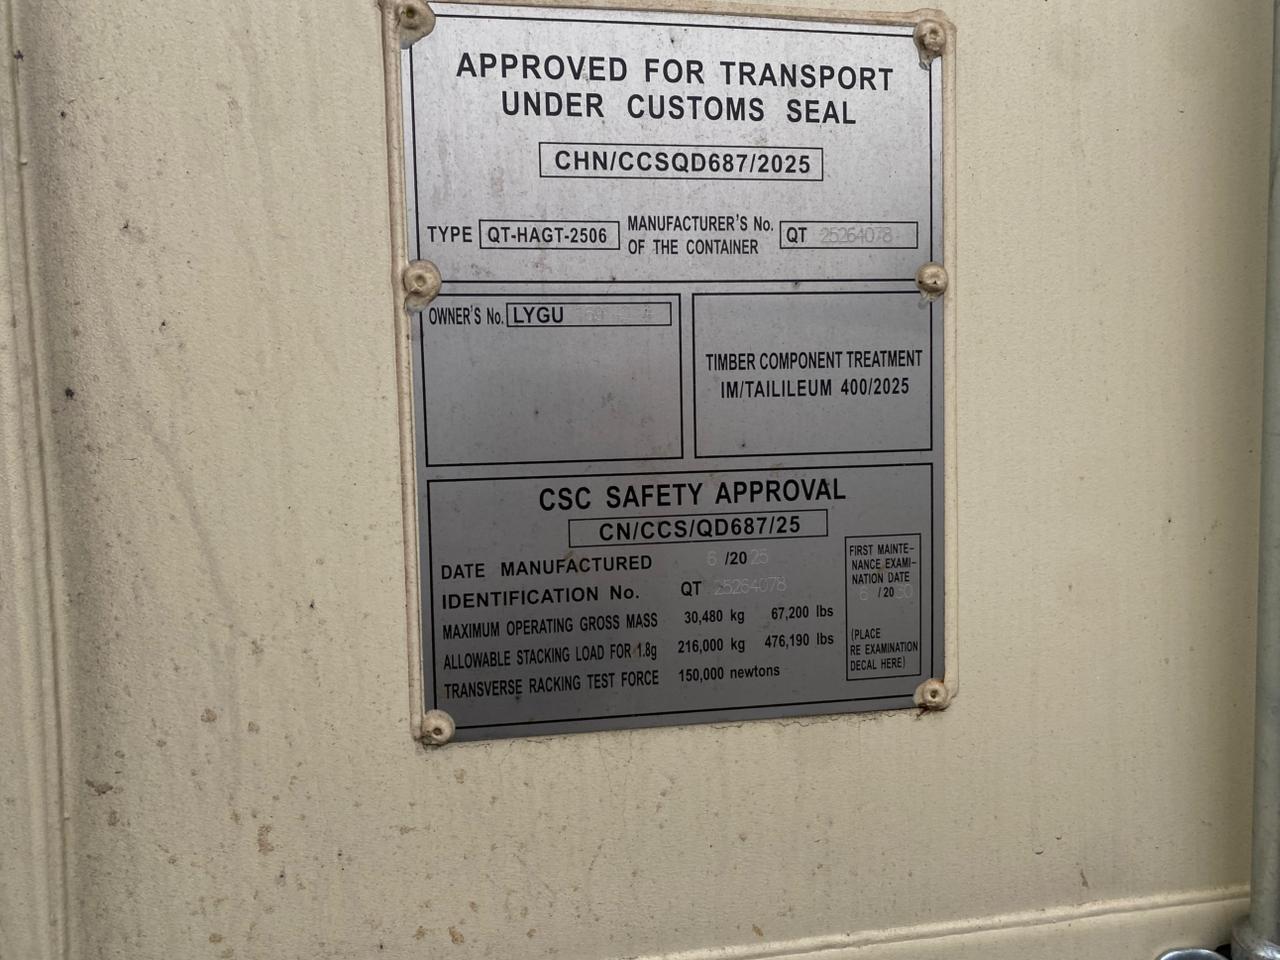 APPROVED FOR TRANSPORT
UNDER CUSTOMS SEAL
CHN/CCSQD687/2025
TYPE QT-HAGT-2506 MANUFACTURER'S No. OF THE CONTAINER QT 25264078
OWNER'S No. LYGU
TIMBER COMPONENT TREATMENT
IM/TAILILEUM 400/2025
CSC SAFETY APPROVAL
CN/CCS/QD687/25
DATE MANUFACTURED 6 /20 25
IDENTIFICATION No. QT 25264078
MAXIMUM OPERATING GROSS MASS 30,480 kg 67,200 lbs
ALLOWABLE STACKING LOAD FOR 1.8g 216,000 kg 476,190 lbs
TRANSVERSE RACKING TEST FORCE 150,000 newtons
FIRST MAINTE-
NANCE EXAMI-
NATION DATE
6 /20 30
(PLACE
RE EXAMINATION
DECAL HERE)